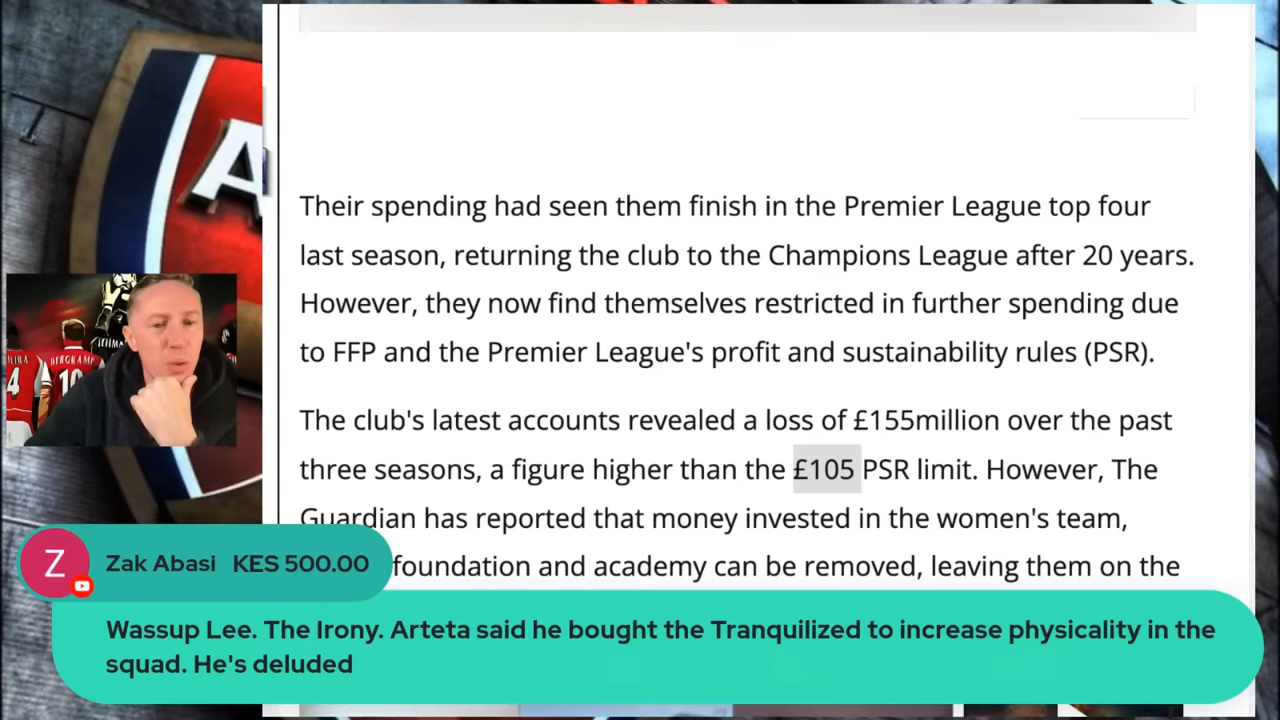 A
Their spending had seen them finish in the Premier League top four
last season, returning the club to the Champions League after 20 years.
However, they now find themselves restricted in further spending due
to FFP and the Premier League's profit and sustainability rules (PSR).
The club's latest accounts revealed a loss of £155million over the past
three seasons, a figure higher than the £105 PSR limit. However, The
Guardian has reported that money invested in the women's team,
foundation and academy can be removed, leaving them on the
BERGKAMP
4
10
Z
Zak Abasi KES 500.00
Wassup Lee. The Irony. Arteta said he bought the Tranquilized to increase physicality in the
squad. He's deluded